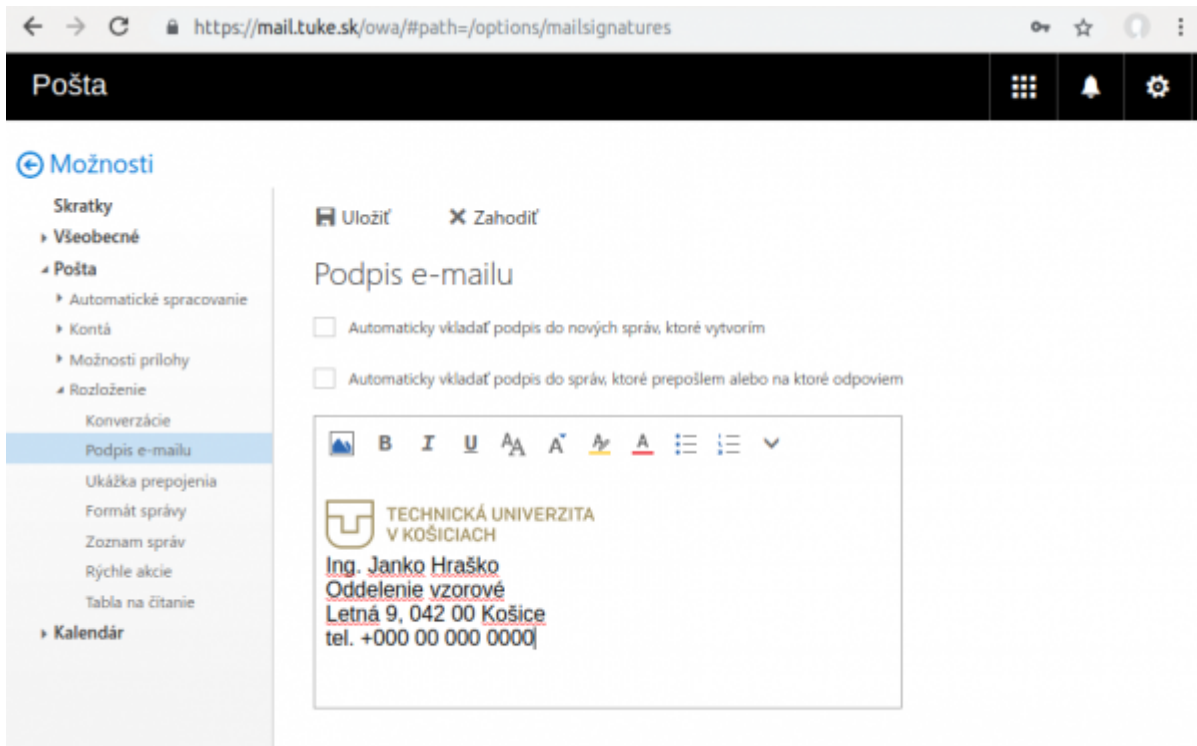 https://mail.tuke.sk/owa/#path=/options/mailsignatures
Pošta
Možnosti
Skratky
Všeobecné
Pošta
Automatické spracovanie
Kontá
Možnosti prílohy
Rozloženie
Konverzácie
Podpis e-mailu
Ukážka prepojenia
Formát správy
Zoznam správ
Rýchle akcie
Tabla na čítanie
Kalendár
Uložiť Zahodiť
Podpis e-mailu
Automaticky vkladať podpis do nových správ, ktoré vytvorím
Automaticky vkladať podpis do správ, ktoré prepošlem alebo na ktoré odpoviem
TECHNICKÁ UNIVERZITA
V KOŠICIACH
Ing. Janko Hraško
Oddelenie vzorové
Letná 9, 042 00 Košice
tel. +000 00 000 0000